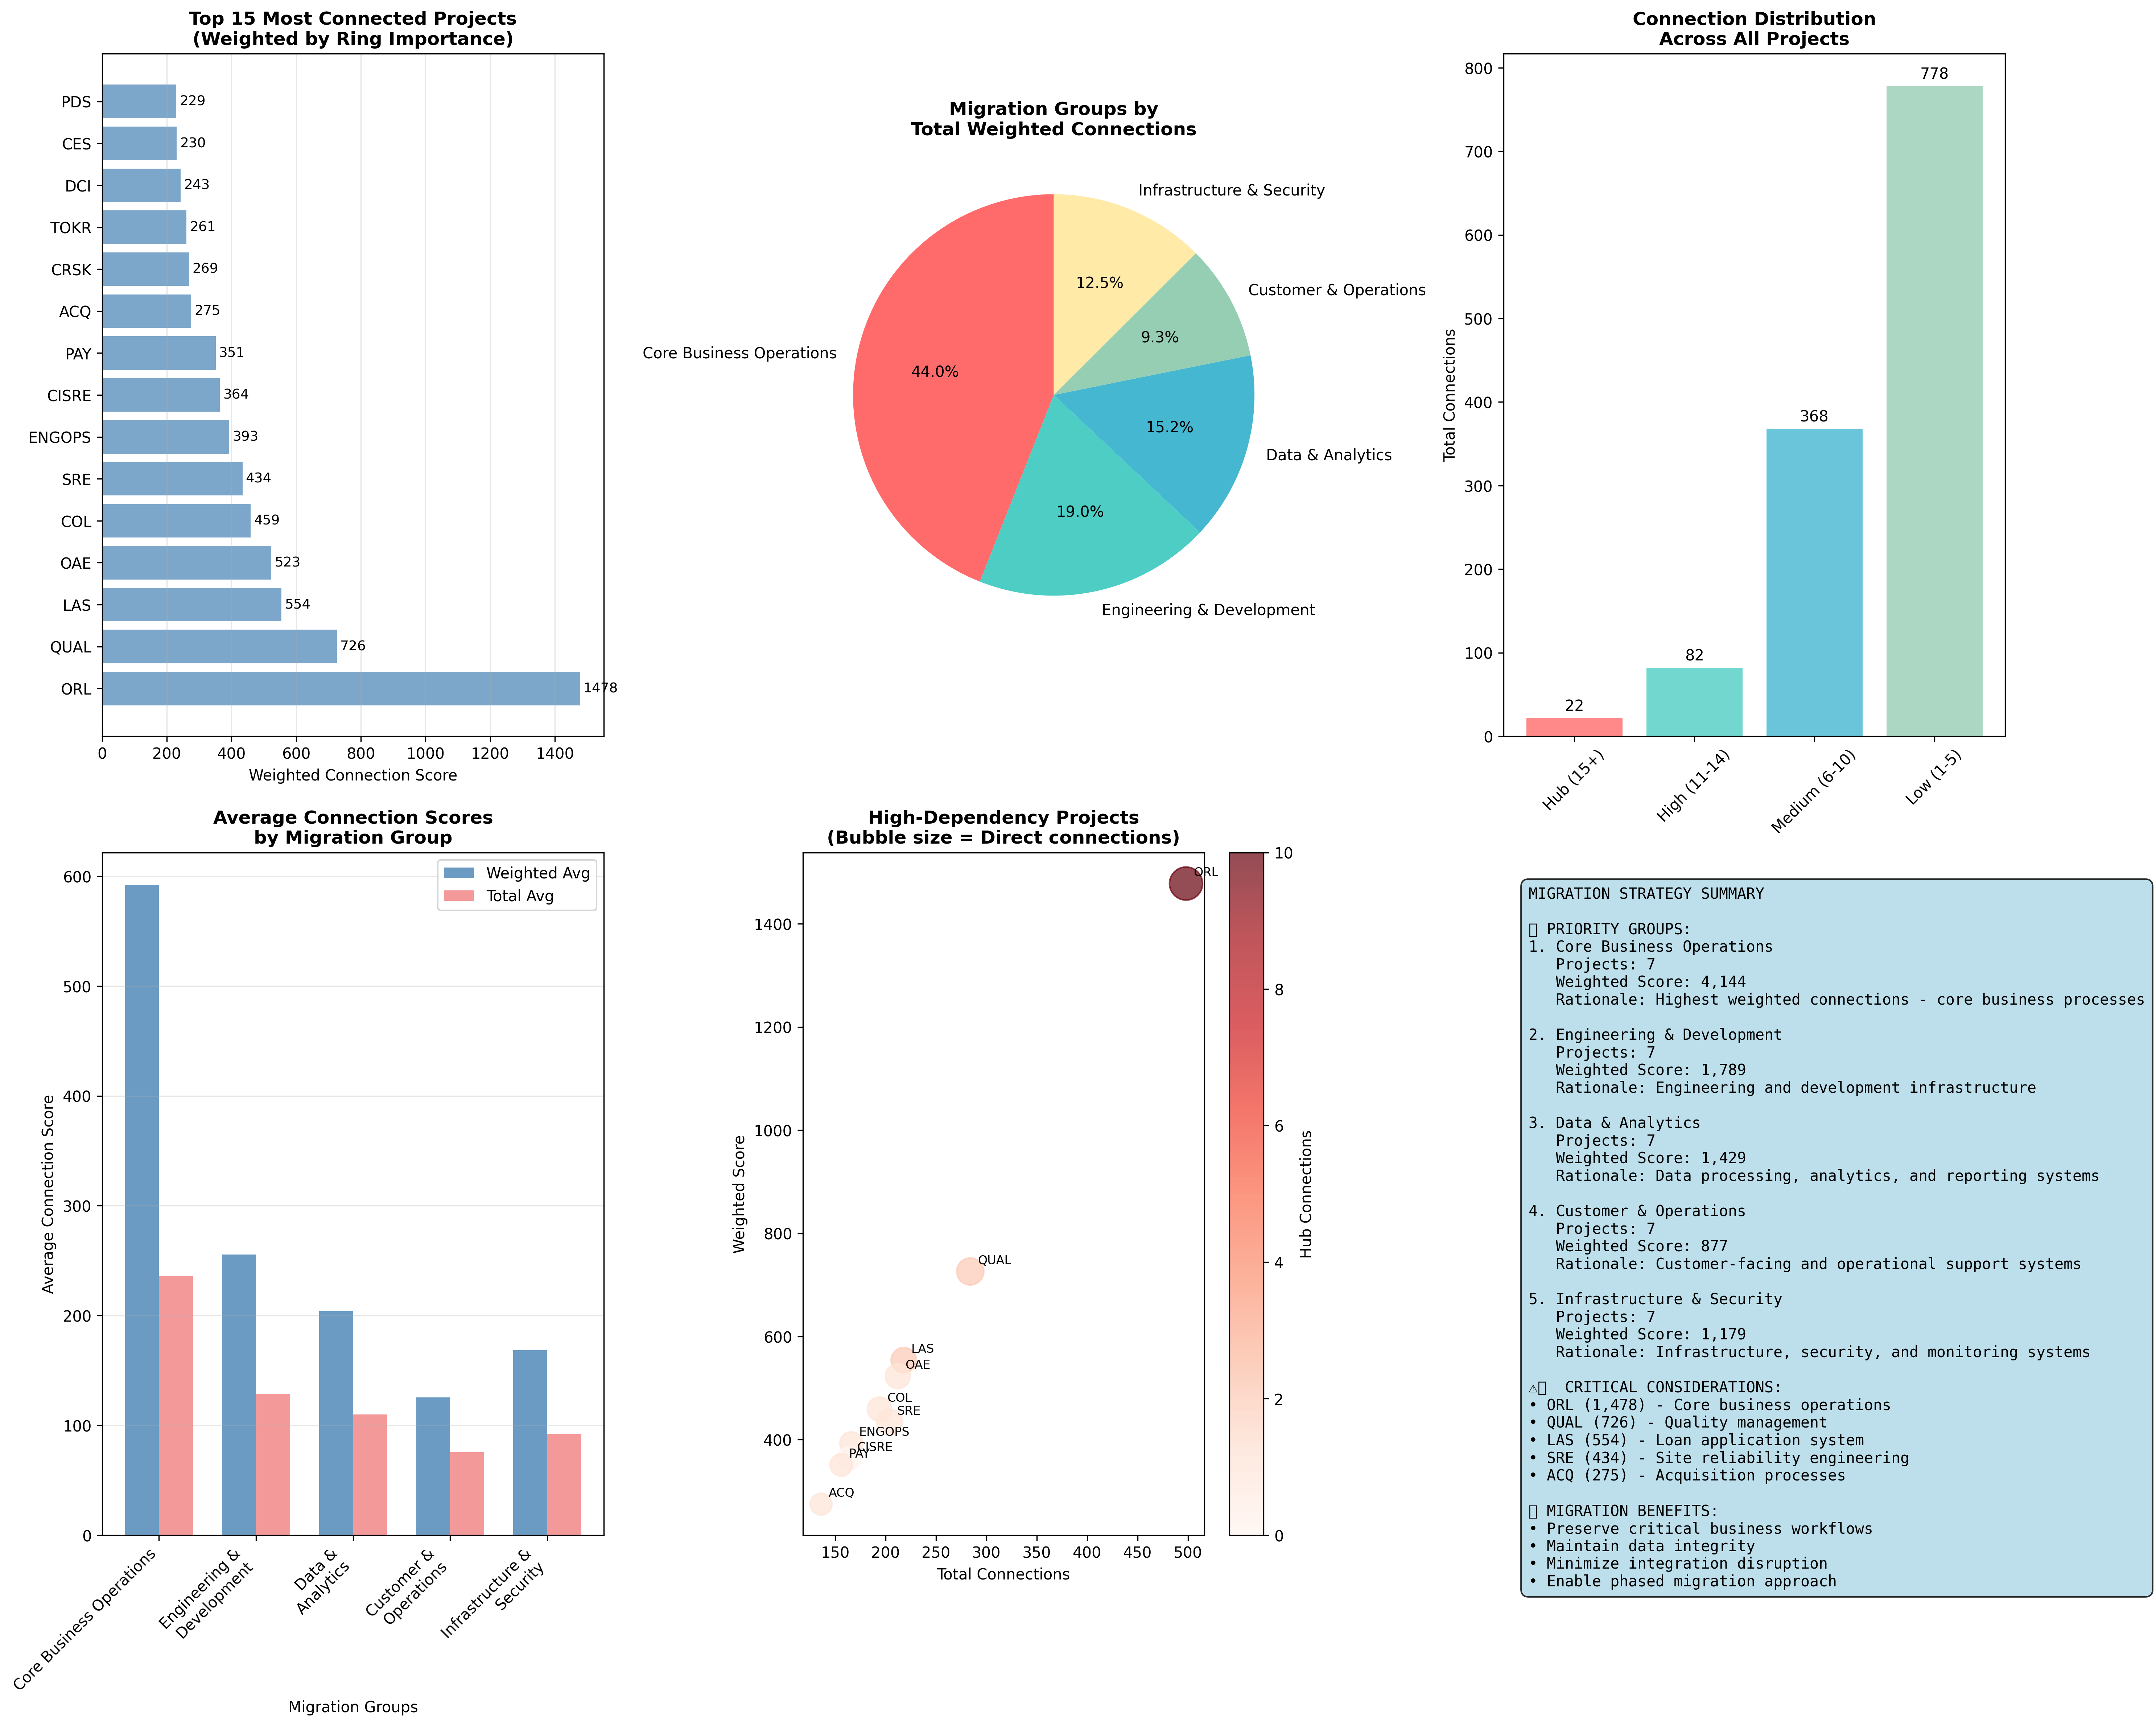 Top 15 Most Connected Projects
(Weighted by Ring Importance)
PDS
229
CES
230
DCI
243
TOKR
261
CRSK
269
ACQ
275
PAY
351
CISRE
364
ENGOPS
393
SRE
434
COL
459
OAE
523
LAS
554
QUAL
726
ORL
1478
0 200 400 600 800 1000 1200 1400
Weighted Connection Score
Migration Groups by
Total Weighted Connections
Infrastructure & Security
12.5%
Customer & Operations
9.3%
Core Business Operations
44.0%
15.2%
Data & Analytics
19.0%
Engineering & Development
Connection Distribution
Across All Projects
Total Connections
800
700
600
500
400
300
200
100
0
22
82
368
778
Hub (15+)
High (11-14)
Medium (6-10)
Low (1-5)
Average Connection Scores
by Migration Group
Weighted Avg
Total Avg
Average Connection Score
600
500
400
300
200
100
0
Core Business Operations
Engineering &
Development
Data &
Analytics
Customer &
Operations
Infrastructure &
Security
Migration Groups
High-Dependency Projects
(Bubble size = Direct connections)
Weighted Score
1400
1200
1000
800
600
400
ORL
QUAL
LAS
OAE
COL
SRE
ENGOPS
CISRE
PAY
ACQ
150 200 250 300 350 400 450 500
Total Connections
10
8
6
4
2
0
Hub Connections
MIGRATION STRATEGY SUMMARY
PRIORITY GROUPS:
1. Core Business Operations
Projects: 7
Weighted Score: 4,144
Rationale: Highest weighted connections - core business processes
2. Engineering & Development
Projects: 7
Weighted Score: 1,789
Rationale: Engineering and development infrastructure
3. Data & Analytics
Projects: 7
Weighted Score: 1,429
Rationale: Data processing, analytics, and reporting systems
4. Customer & Operations
Projects: 7
Weighted Score: 877
Rationale: Customer-facing and operational support systems
5. Infrastructure & Security
Projects: 7
Weighted Score: 1,179
Rationale: Infrastructure, security, and monitoring systems
⚠ CRITICAL CONSIDERATIONS:
• ORL (1,478) - Core business operations
• QUAL (726) - Quality management
• LAS (554) - Loan application system
• SRE (434) - Site reliability engineering
• ACQ (275) - Acquisition processes
MIGRATION BENEFITS:
• Preserve critical business workflows
• Maintain data integrity
• Minimize integration disruption
• Enable phased migration approach